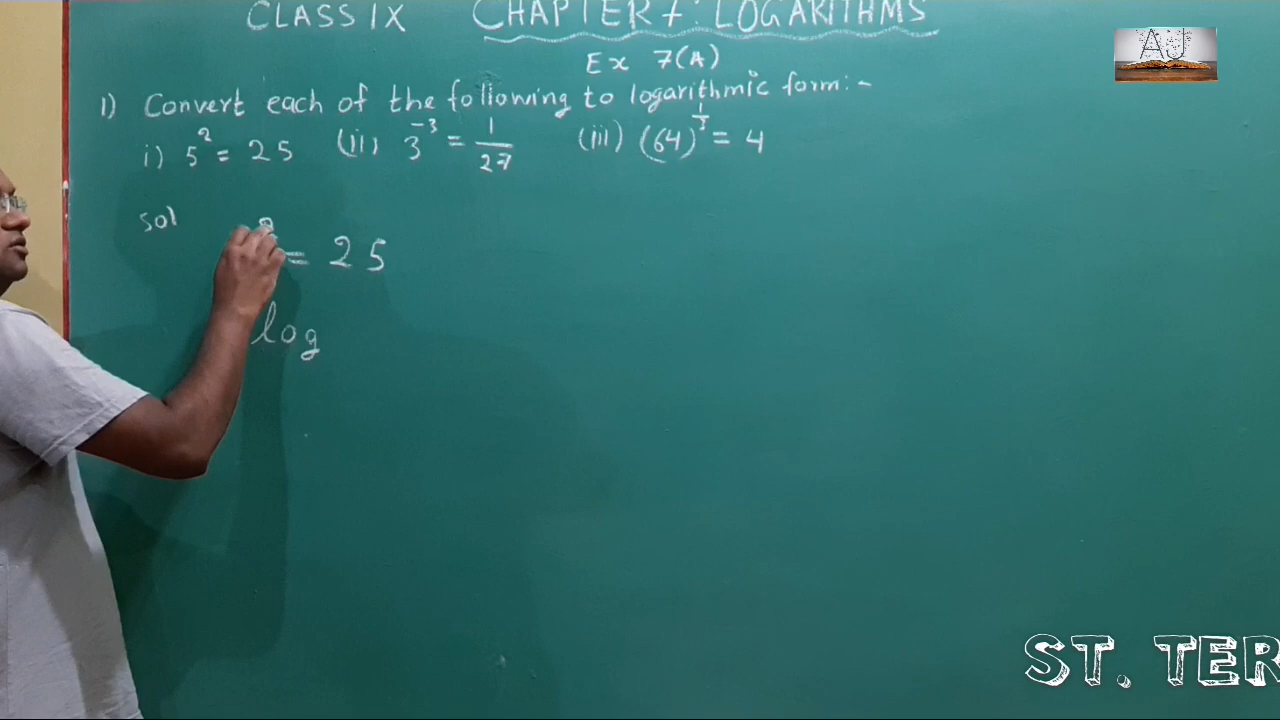 CLASS IX CHAPTER 7: LOGARITHMS
Ex 7(A)
1) Convert each of the following to logarithmic form:-
i) 5² = 25 (ii) 3⁻³ = 1/27 (iii) (64)^1/3 = 4
Sol
² = 25
log
AJ
ST. TER